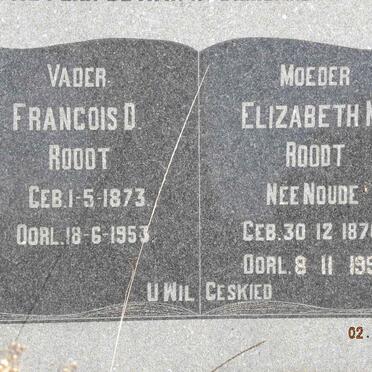 VADER
FRANCOIS D.
ROODT
GEB. 1-5-1873
OORL. 18-6-1953
MOEDER
ELIZABETH
ROODT
NEE NOUDE
GEB. 30 12 187
OORL. 8 11 195
U WIL GESKIED
02.